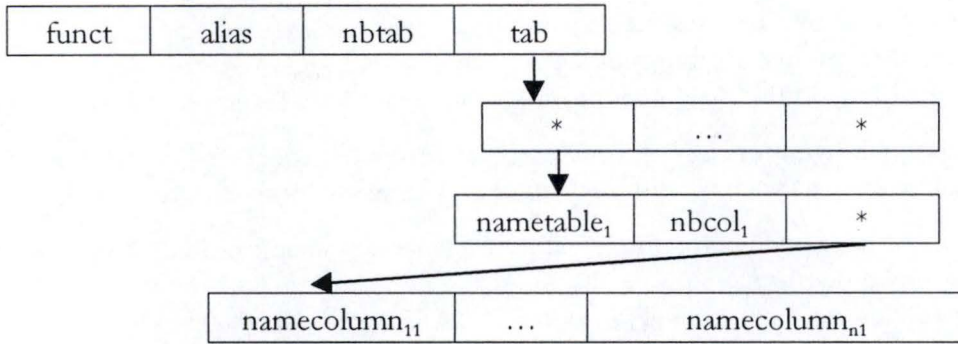 funct alias nbtab tab
* ... *
nametable₁ nbcol₁ *
namecolumn₁₁ ... namecolumnₙ₁